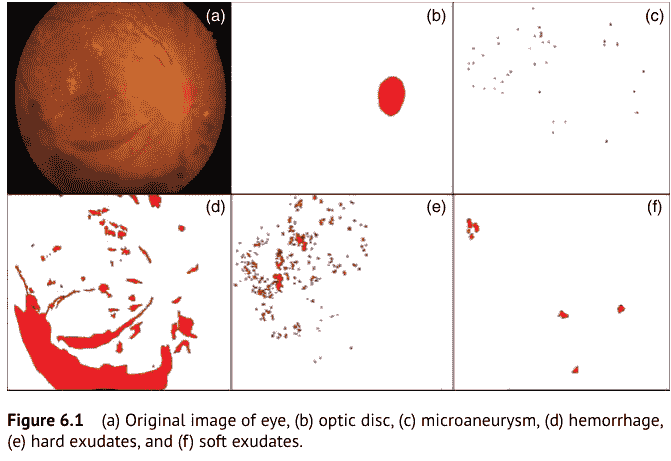 (a)
(b)
(c)
(d)
(e)
(f)
Figure 6.1 (a) Original image of eye, (b) optic disc, (c) microaneurysm, (d) hemorrhage,
(e) hard exudates, and (f) soft exudates.